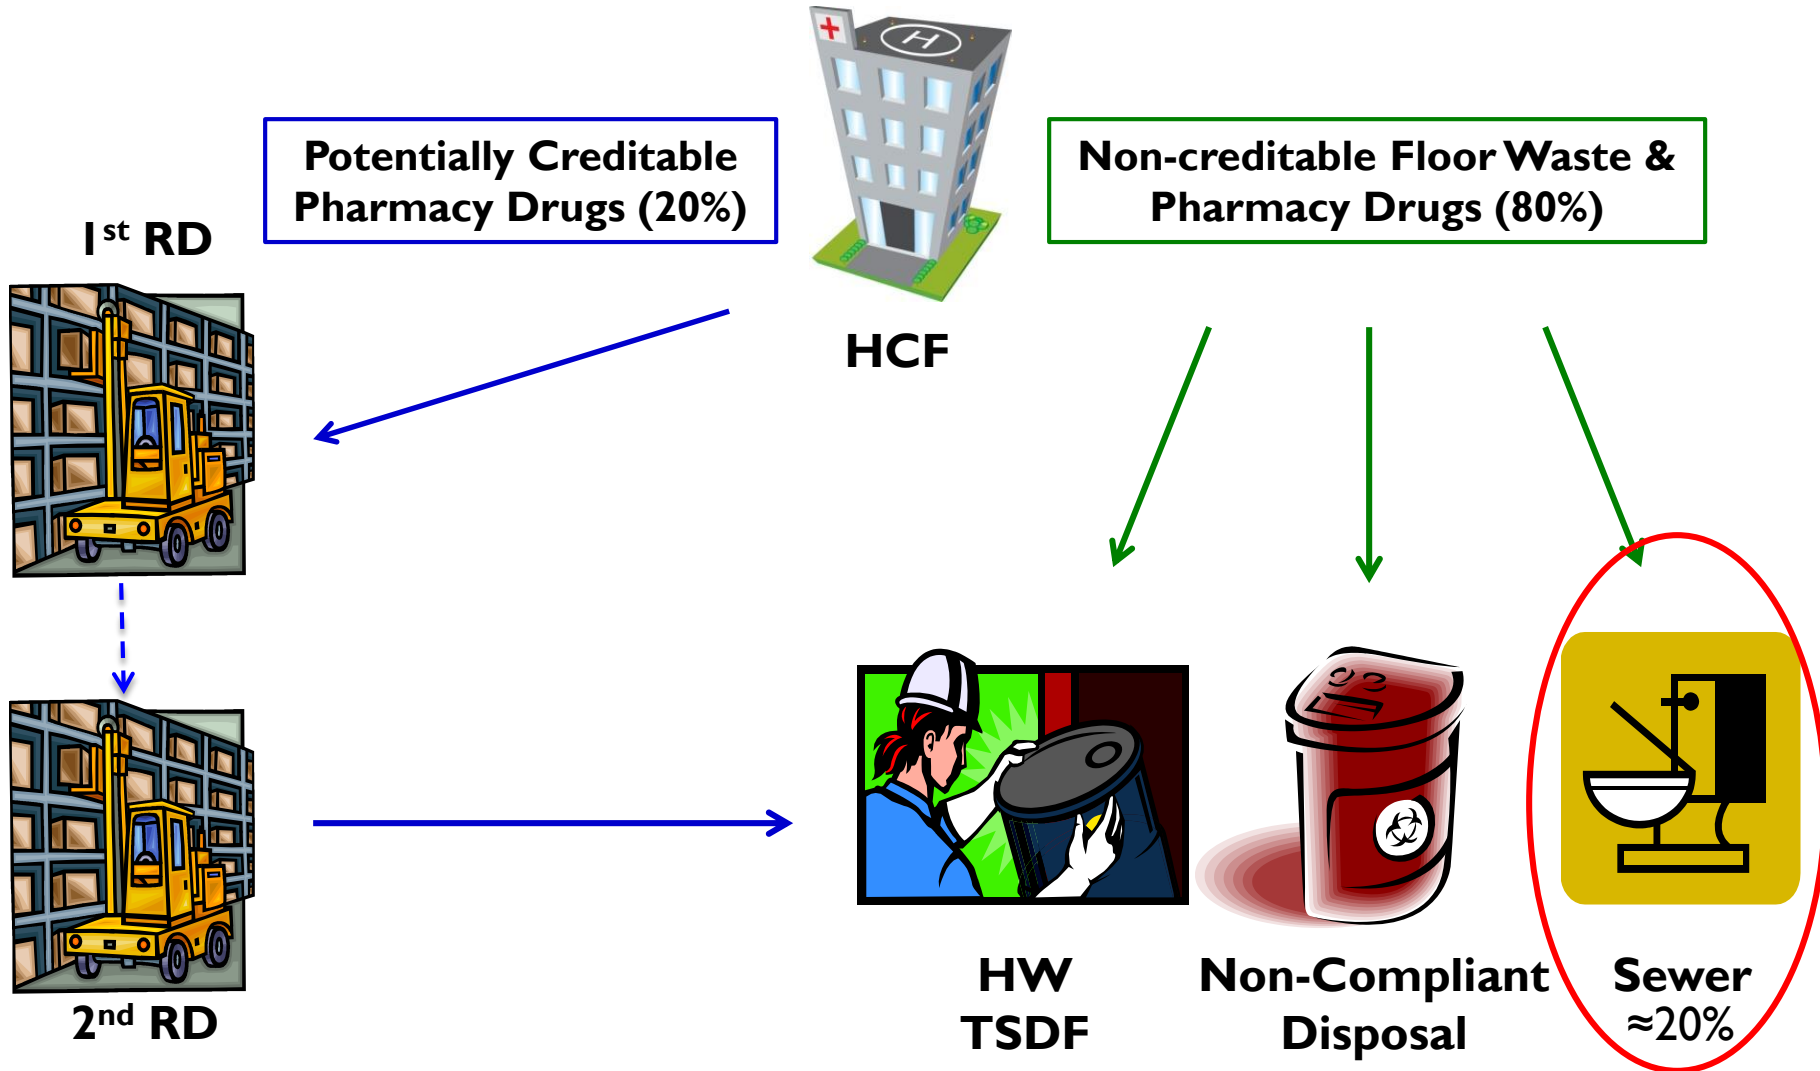 H
Potentially Creditable
Pharmacy Drugs (20%)
Non-creditable Floor Waste &
Pharmacy Drugs (80%)
1st RD
HCF
2nd RD
HW
TSDF
Non-Compliant
Disposal
Sewer
≈20%